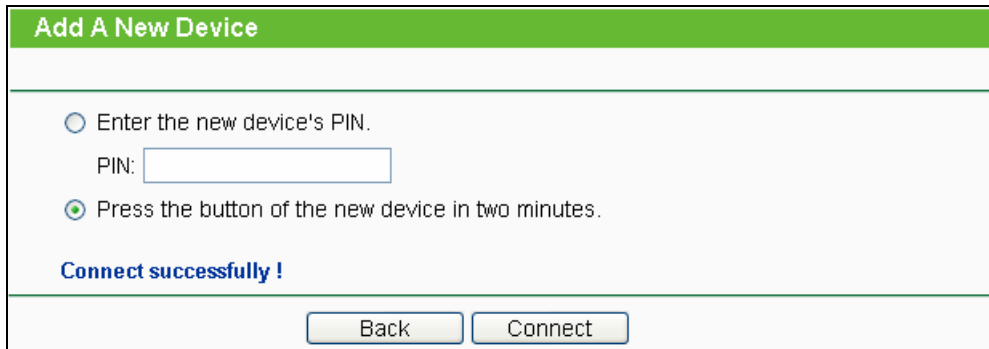 Add A New Device
Enter the new device's PIN.
PIN:
Press the button of the new device in two minutes.
Connect successfully !
Back Connect